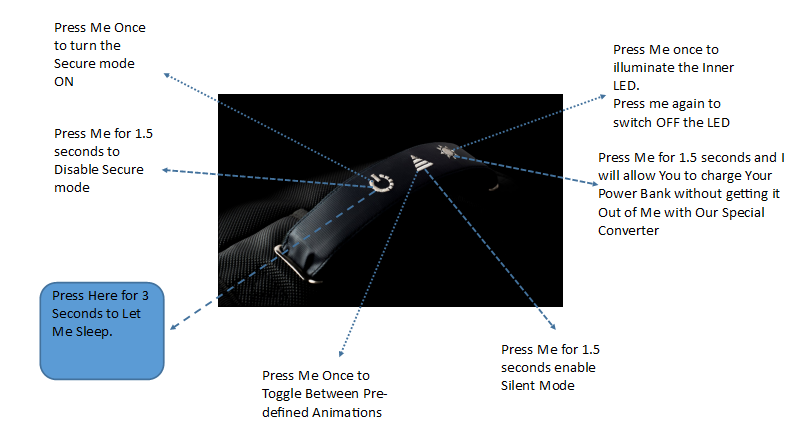 Press Me Once
to turn the
Secure mode
ON
Press Me once to
illuminate the Inner
LED.
Press me again to
switch OFF the LED
Press Me for 1.5
seconds to
Disable Secure
mode
Press Me for 1.5 seconds and I
will allow You to charge Your
Power Bank without getting it
Out of Me with Our Special
Converter
Press Here for 3
Seconds to Let
Me Sleep.
Press Me for 1.5
seconds enable
Silent Mode
Press Me Once to
Toggle Between Pre-
defined Animations